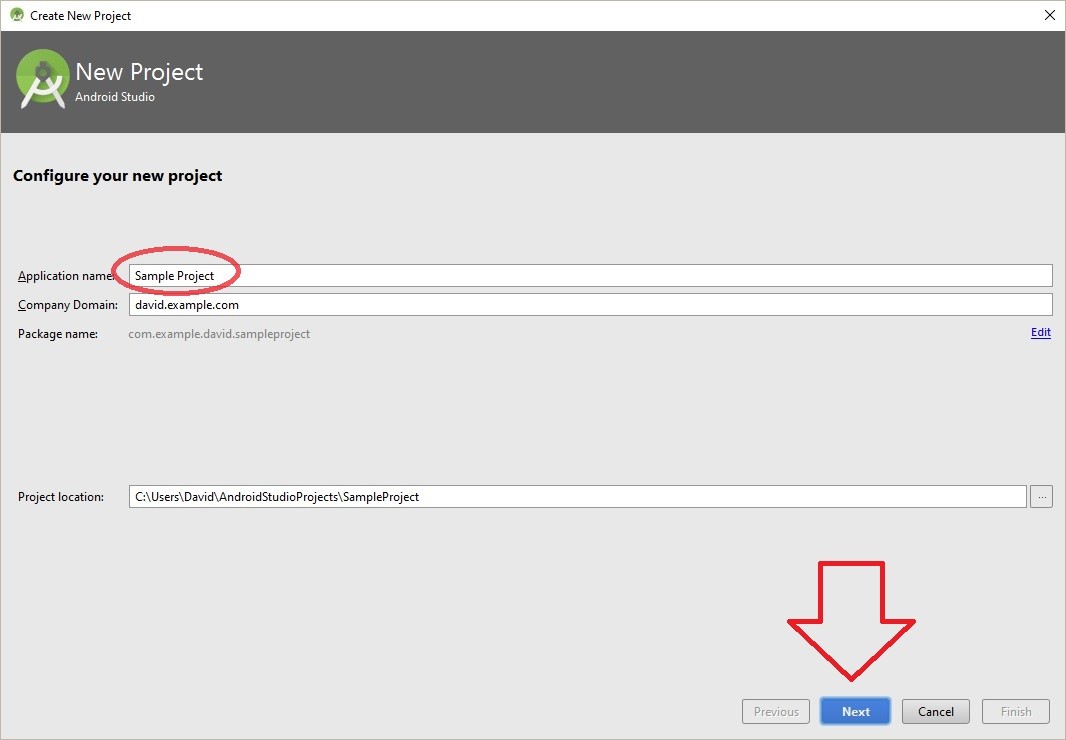 Create New Project
New Project
Android Studio
Configure your new project
Application name: Sample Project
Company Domain: david.example.com
Package name: com.example.david.sampleproject Edit
Project location: C:\Users\David\AndroidStudioProjects\SampleProject ...
Previous Next Cancel Finish